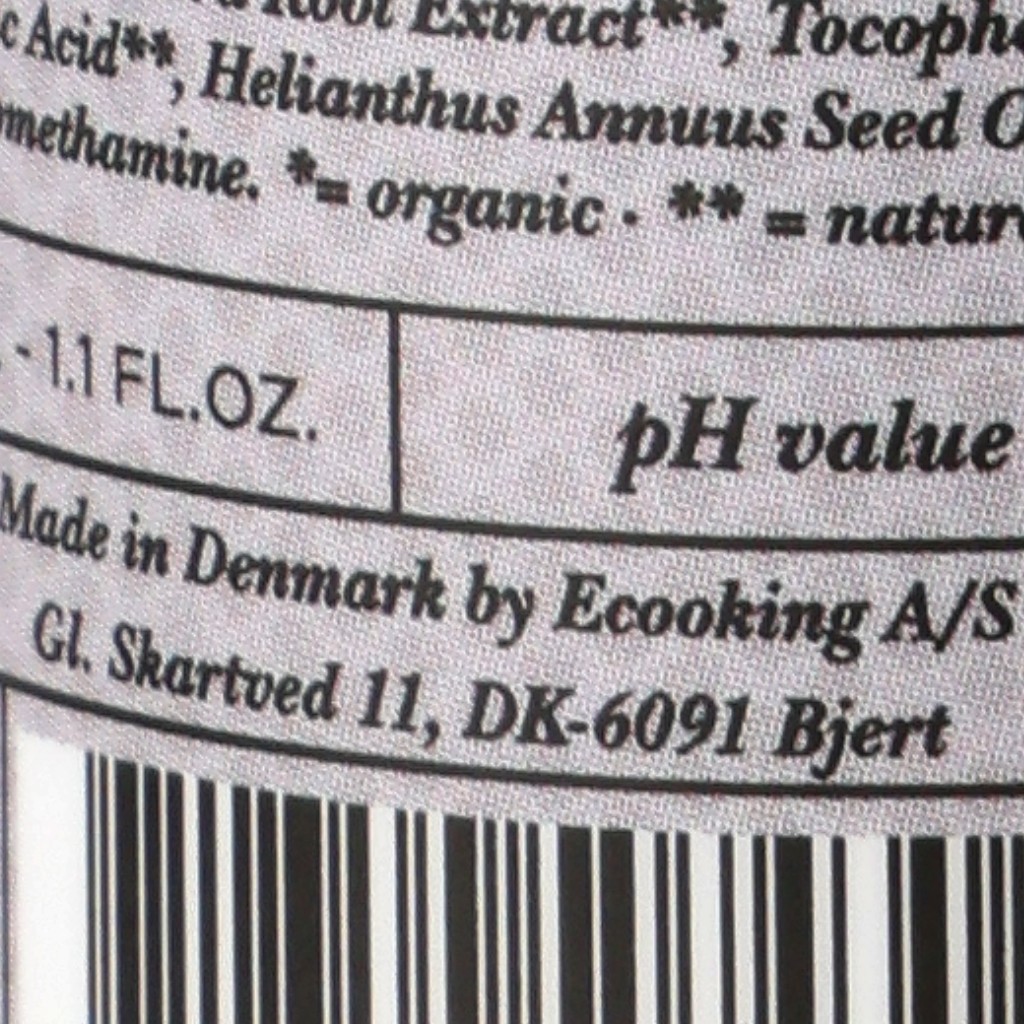 Root Extract**, Tocoph
c Acid**, Helianthus Annuus Seed O
omethamine. *= organic · ** = natur
- 1.1 FL.OZ.
pH value
Made in Denmark by Ecooking A/S
Gl. Skartved 11, DK-6091 Bjert